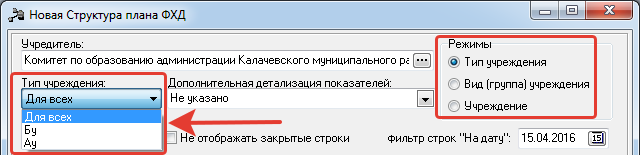 Новая Структура плана ФХД
Учредитель:
Комитет по образованию администрации Калачевского муниципального ра
...
Режимы
Тип учреждения
Вид (группа) учреждения
Учреждение
Тип учреждения:
Для всех
Для всех
Бу
Ау
Дополнительная детализация показателей:
Не указано
Не отображать закрытые строки
Фильтр строк "На дату":
15.04.2016
15